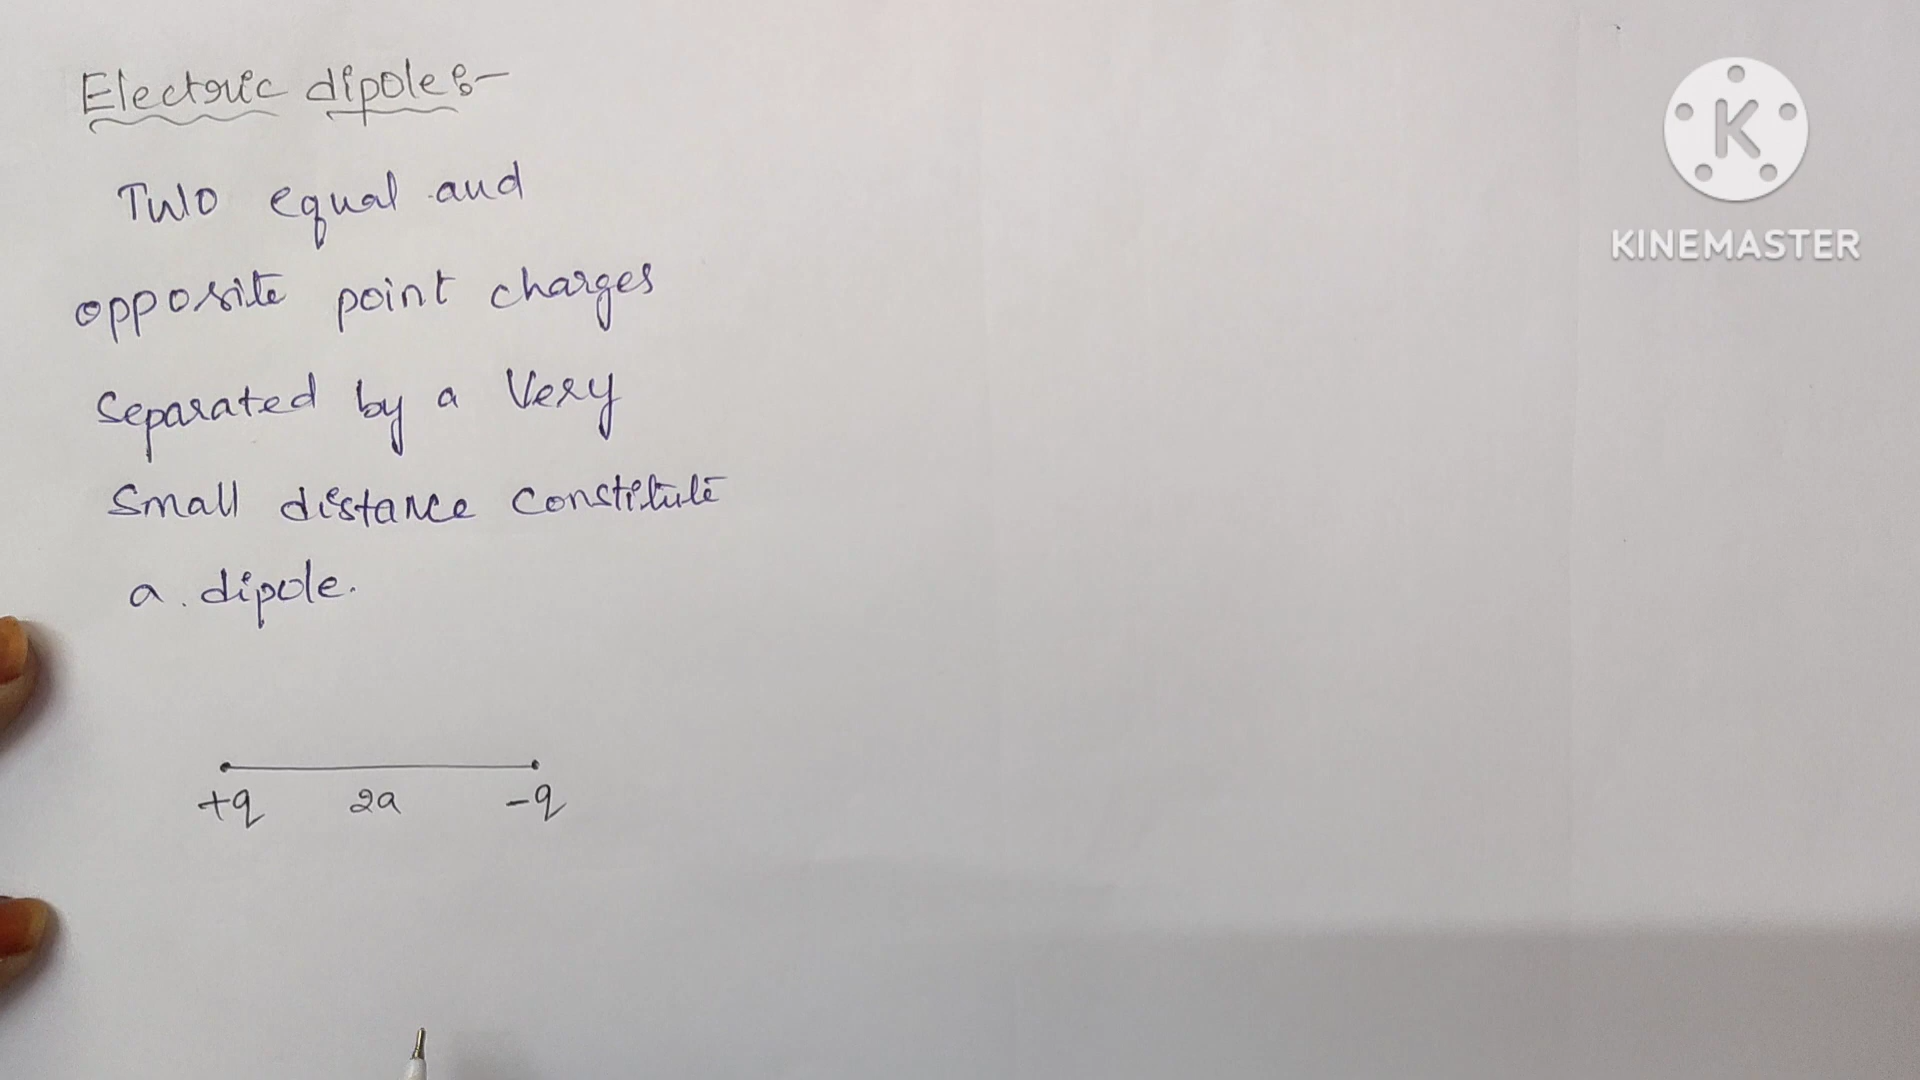 Electric dipole :-
Two equal and
opposite point charges
Separated by a Very
Small distance constitute
a dipole.
+q 2a -q
K
KINEMASTER